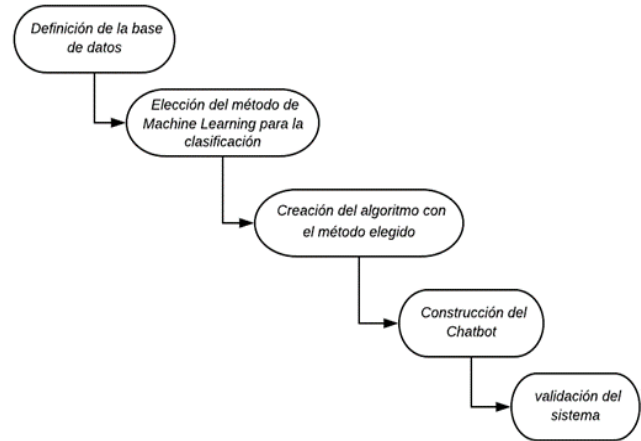 Definición de la base
de datos
Elección del método de
Machine Learning para la
clasificación
Creación del algoritmo con
el método elegido
Construcción del
Chatbot
validación del
sistema